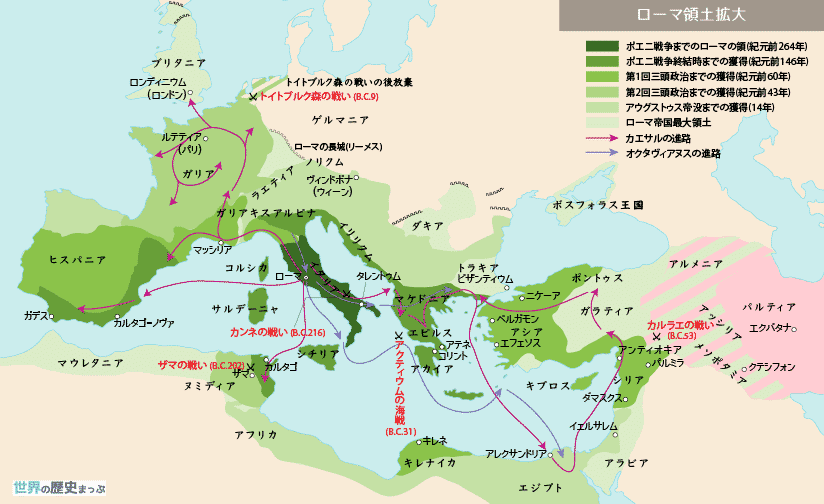 ローマ領土拡大
ポエニ戦争までのローマの領(紀元前264年)
ポエニ戦争終結時までの獲得(紀元前146年)
第1回三頭政治までの獲得(紀元前60年)
第2回三頭政治までの獲得(紀元前43年)
アウグストゥス帝没までの獲得(14年)
ローマ帝国最大領土
カエサルの進路
オクタヴィアヌスの進路
ブリタニア
ロンディニウム
(ロンドン)
トイトブルク森の戦いの後放棄
トイトブルク森の戦い (B.C.9)
ゲルマニア
ルテティア
(パリ)
ローマの長城(リーメス)
ノリクム
ガリア
ラエティア
ヴィンドボナ
(ウィーン)
ガリアキスアルピナ
イリリクム
ダキア
ボスフォラス王国
ヒスパニア
マッシリア
コルシカ
ローマ
イタリア
タレントゥム
トラキア
ビザンティウム
マケドニア
ニケーア
ポントゥス
アルメニア
ガデス
カルタゴ-ノヴァ
サルデーニャ
カンネの戦い (B.C.216)
エピルス
ペルガモン
アシア
エフェソス
ガラティア
カルラエの戦い
(B.C.53)
アッシリア
パルティア
エクバタナ
シチリア
アテネ
コリント
アカイア
アンティオキア
パルミラ
メソポタミア
クテシフォン
マウレタニア
ザマの戦い (B.C.202)
ザマ
カルタゴ
ヌミディア
アクティウムの海戦
(B.C.31)
キプロス
シリア
ダマスクス
アフリカ
キレネ
キレナイカ
アレクサンドリア
イェルサレム
アラビア
エジプト
世界の歴史まっぷ